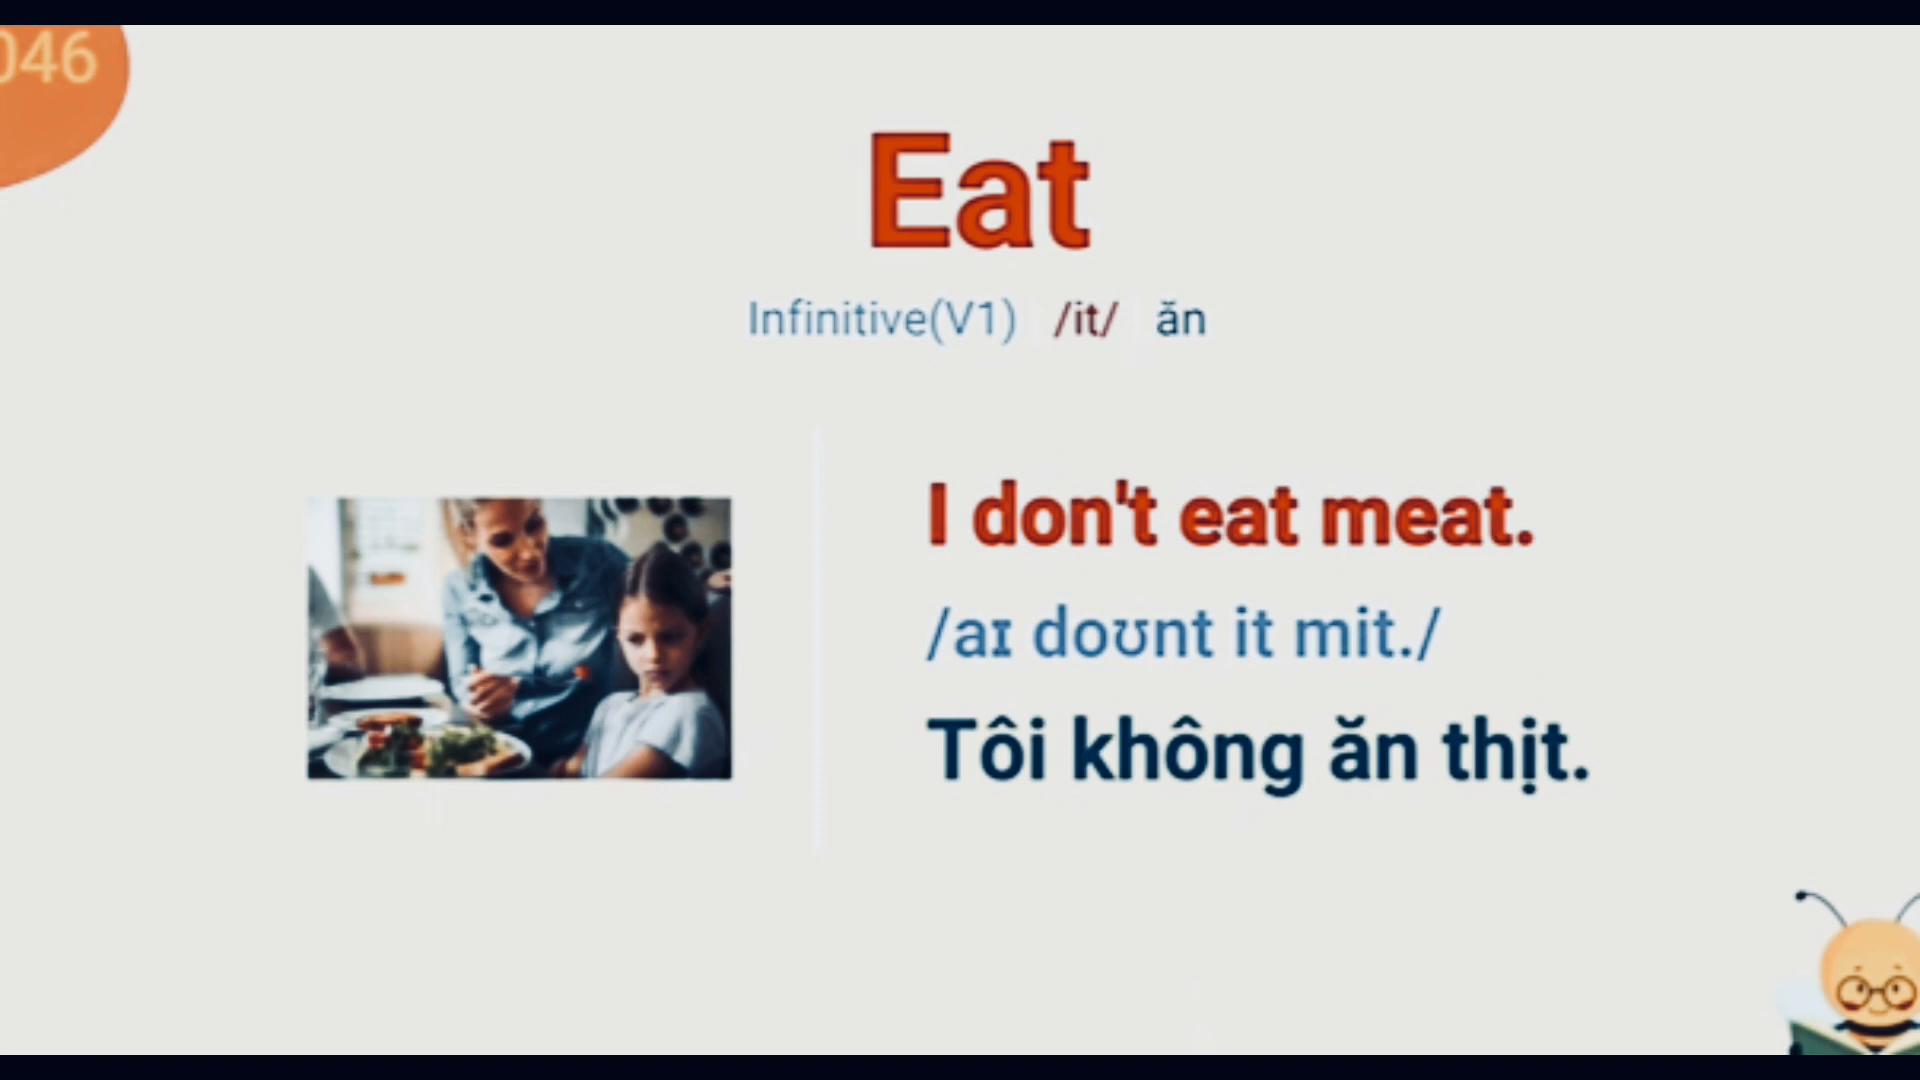 046
Eat
Infinitive(V1) /it/ ăn
I don't eat meat.
/aɪ doʊnt it mit./
Tôi không ăn thịt.